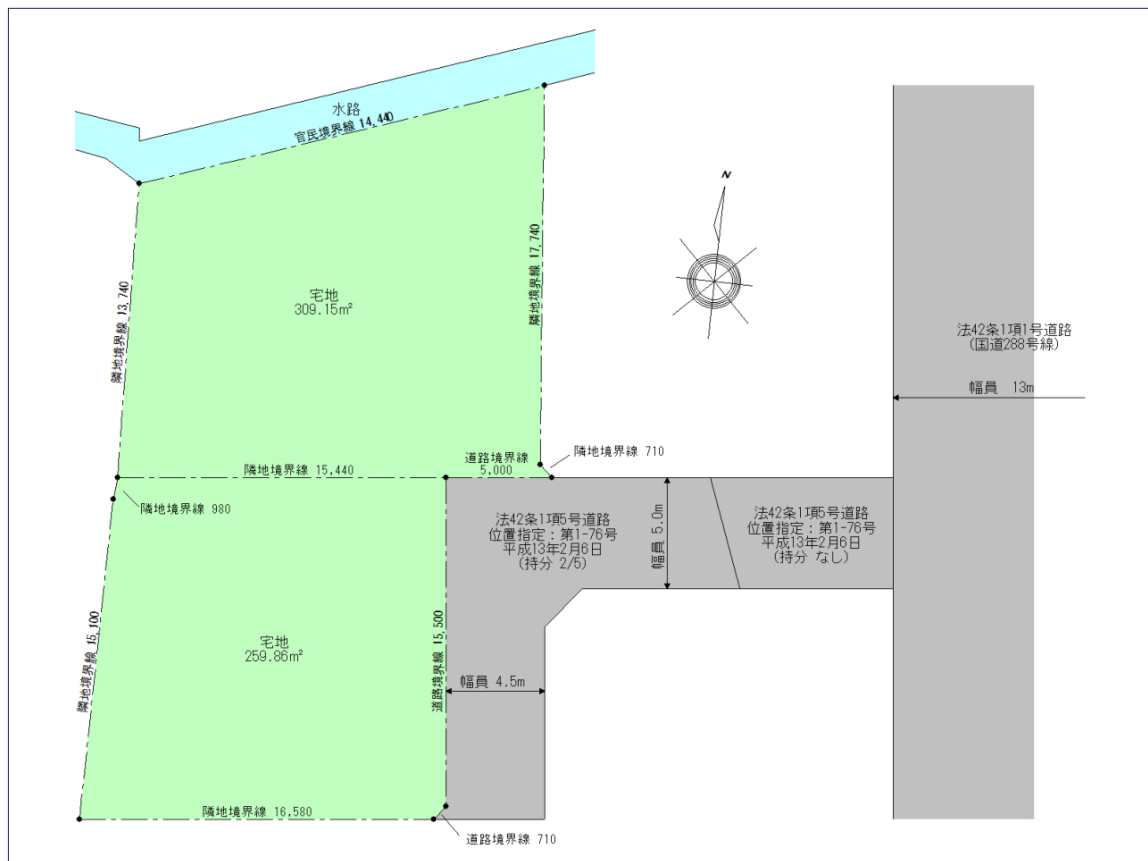 水路
官民境界線 14,440
N
隣地境界線 13,740
宅地
309.15㎡
隣地境界線 17,740
法42条1項1号道路
(国道288号線)
幅員 13m
隣地境界線 15,440
道路境界線
5,000
隣地境界線 710
隣地境界線 980
法42条1項5号道路
位置指定：第1-76号
平成13年2月6日
(持分 2/5)
幅員 5.0m
法42条1項5号道路
位置指定：第1-76号
平成13年2月6日
(持分 なし)
隣地境界線 15,100
宅地
259.86㎡
道路境界線 15,500
幅員 4.5m
隣地境界線 16,580
道路境界線 710